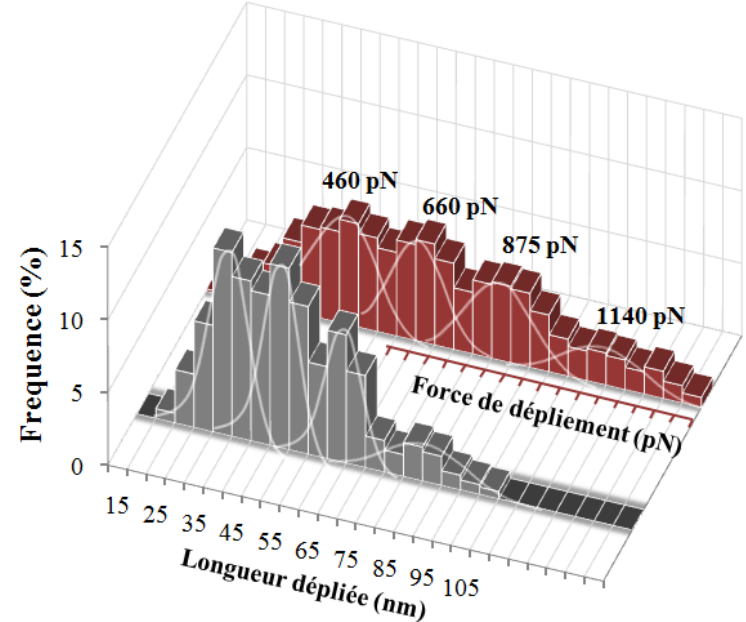 460 pN
660 pN
875 pN
1140 pN
15
10
5
0
Frequence (%)
Force de dépliement (pN)
15 25 35 45 55 65 75 85 95 105
Longueur dépliée (nm)